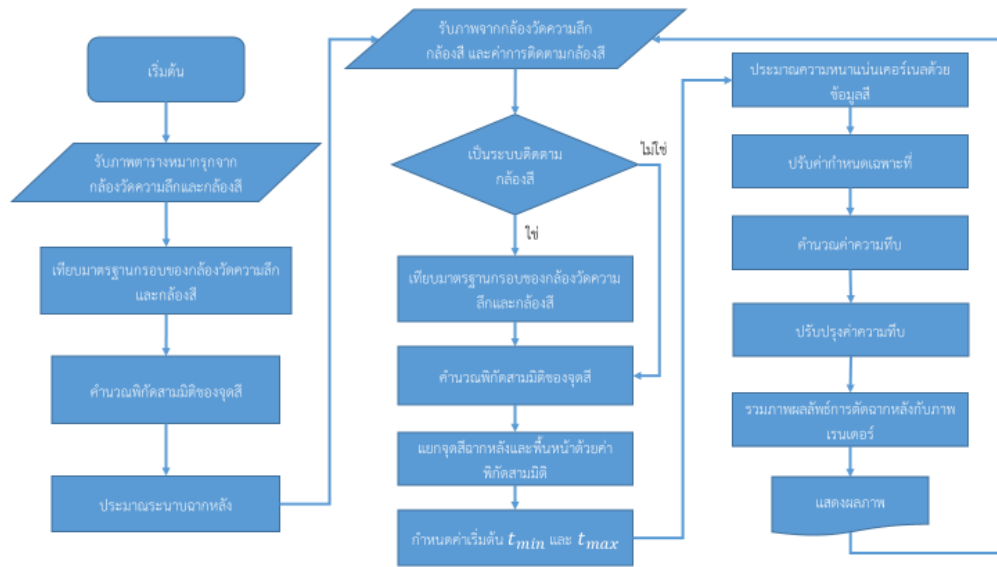 เริ่มต้น
รับภาพตารางหมากรุกจาก
กล้องวัดความลึกและกล้องสี
เทียบมาตรฐานกรอบของกล้องวัดความลึก
และกล้องสี
คำนวณพิกัดสามมิติของจุดสี
ประมาณระนาบฉากหลัง
รับภาพจากกล้องวัดความลึก
กล้องสี และค่าการติดตามกล้องสี
เป็นระบบติดตาม
กล้องสี
ไม่ใช่
ใช่
เทียบมาตรฐานกรอบของกล้องวัดความ
ลึกและกล้องสี
คำนวณพิกัดสามมิติของจุดสี
แยกจุดสีฉากหลังและพื้นหน้าด้วยค่า
พิกัดสามมิติ
กำหนดค่าเริ่มต้น t_min และ t_max
ประมาณความหนาแน่นเคอร์เนลด้วย
ข้อมูลสี
ปรับค่ากำหนดเฉพาะที่
คำนวณค่าความทึบ
ปรับปรุงค่าความทึบ
รวมภาพผลลัพธ์การตัดฉากหลังกับภาพ
เรนเดอร์
แสดงผลภาพ